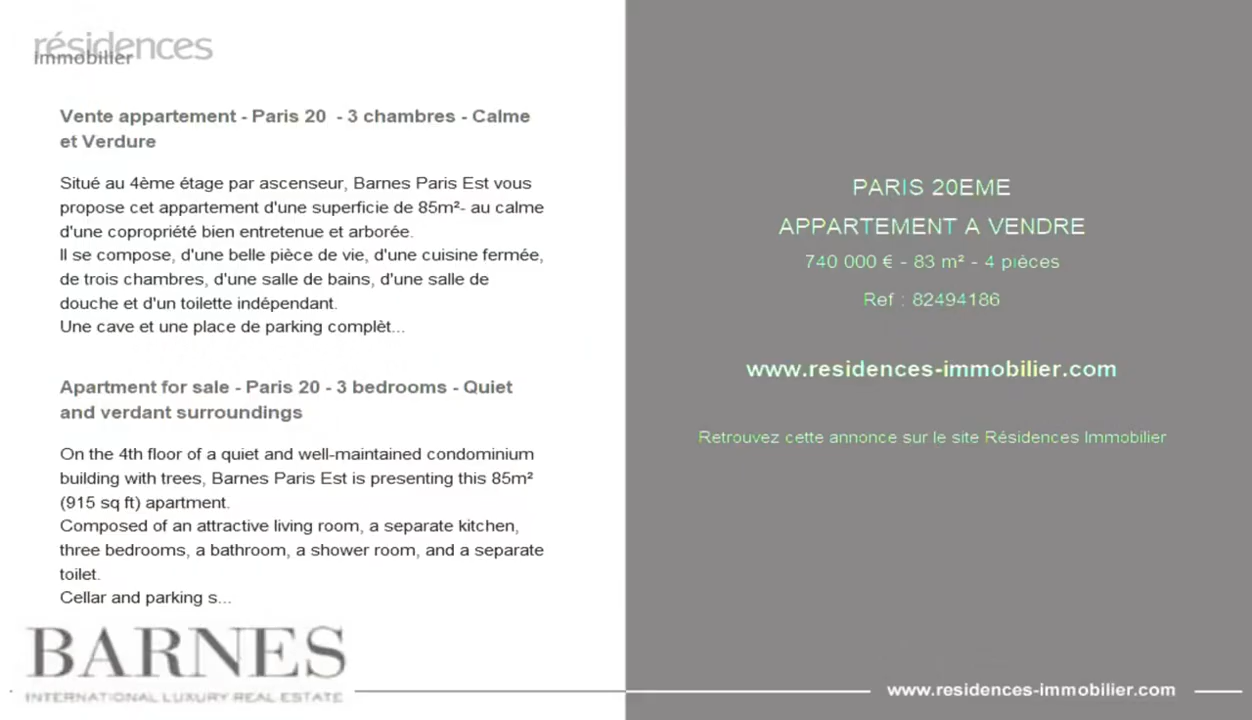 résidences
immobilier
Vente appartement - Paris 20 - 3 chambres - Calme
et Verdure
Situé au 4ème étage par ascenseur, Barnes Paris Est vous
propose cet appartement d'une superficie de 85m²- au calme
d'une copropriété bien entretenue et arborée.
Il se compose, d'une belle pièce de vie, d'une cuisine fermée,
de trois chambres, d'une salle de bains, d'une salle de
douche et d'un toilette indépendant.
Une cave et une place de parking complèt...
Apartment for sale - Paris 20 - 3 bedrooms - Quiet
and verdant surroundings
On the 4th floor of a quiet and well-maintained condominium
building with trees, Barnes Paris Est is presenting this 85m²
(915 sq ft) apartment.
Composed of an attractive living room, a separate kitchen,
three bedrooms, a bathroom, a shower room, and a separate
toilet.
Cellar and parking s...
BARNES
INTERNATIONAL LUXURY REAL ESTATE
PARIS 20EME
APPARTEMENT A VENDRE
740 000 € - 83 m² - 4 pièces
Ref : 82494186
www.residences-immobilier.com
Retrouvez cette annonce sur le site Résidences Immobilier
www.residences-immobilier.com